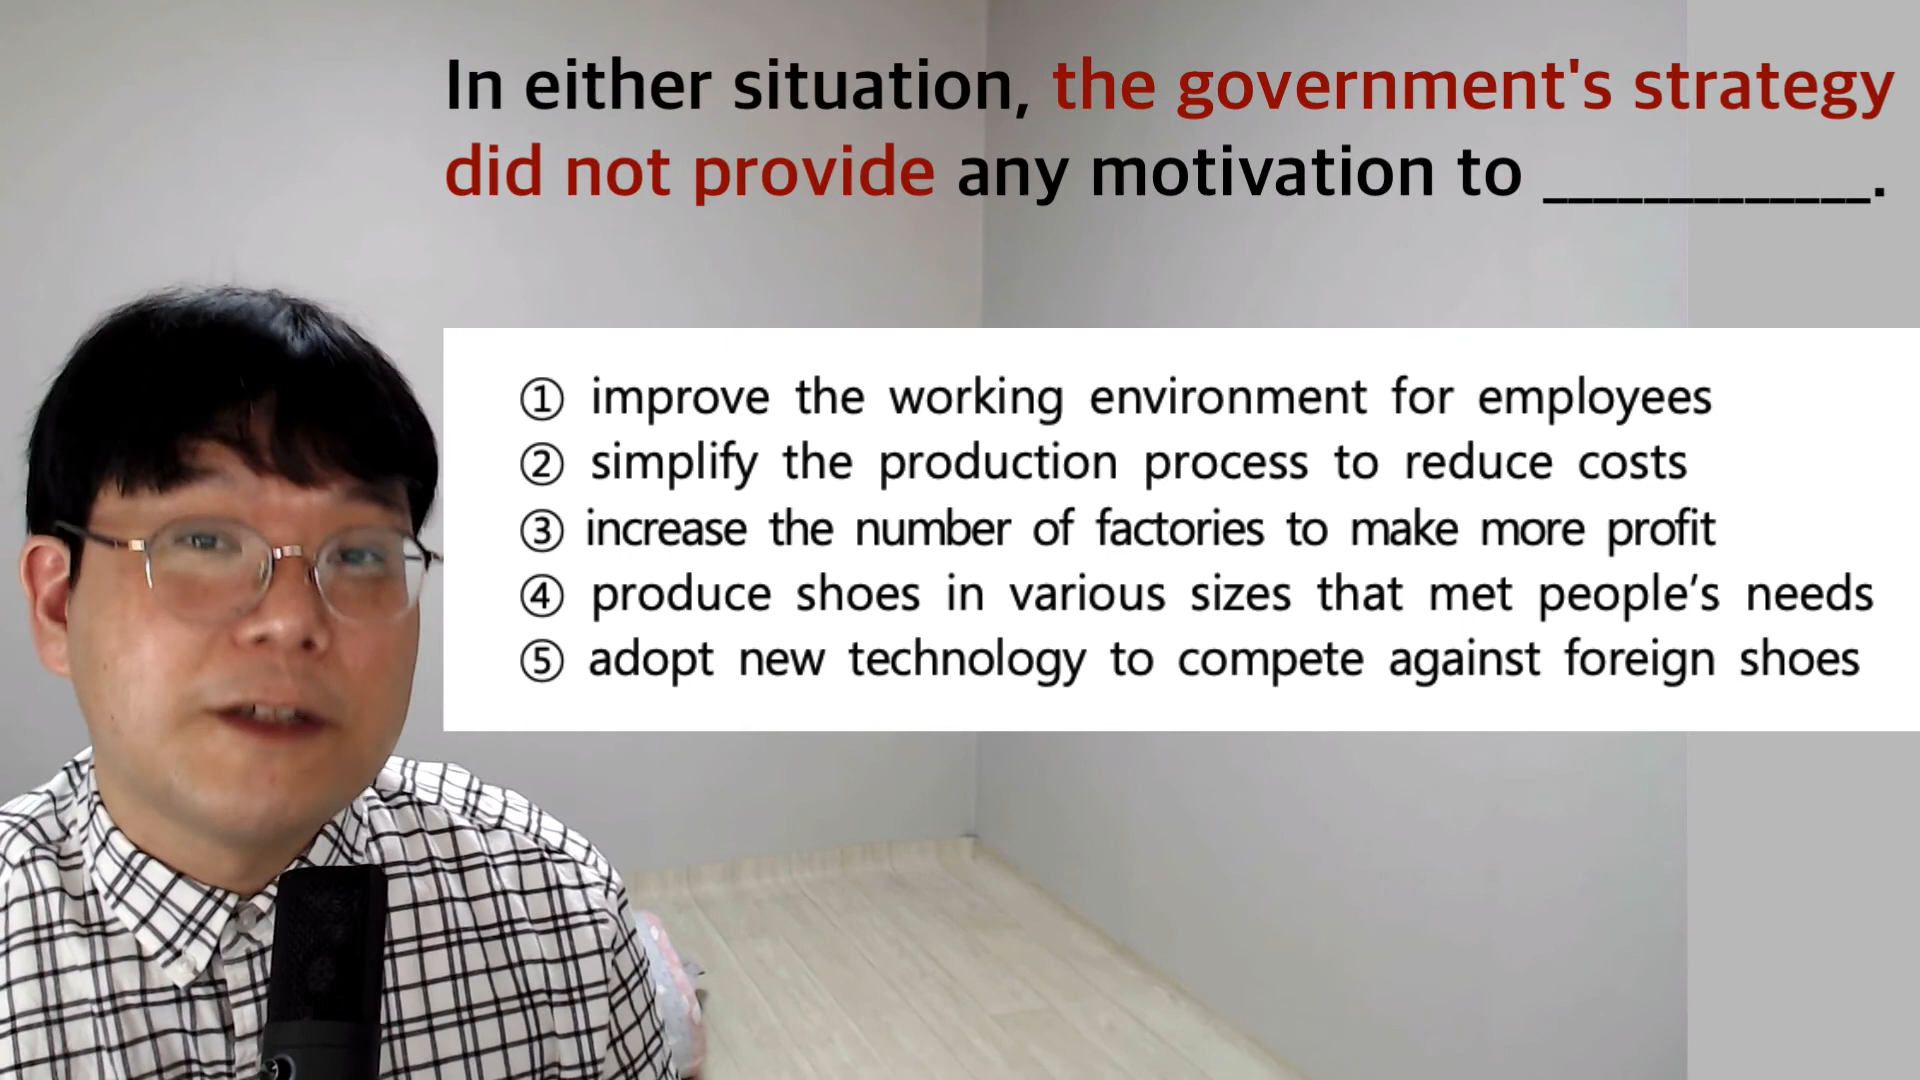 In either situation, the government's strategy
did not provide any motivation to _____________.
① improve the working environment for employees
② simplify the production process to reduce costs
③ increase the number of factories to make more profit
④ produce shoes in various sizes that met people’s needs
⑤ adopt new technology to compete against foreign shoes